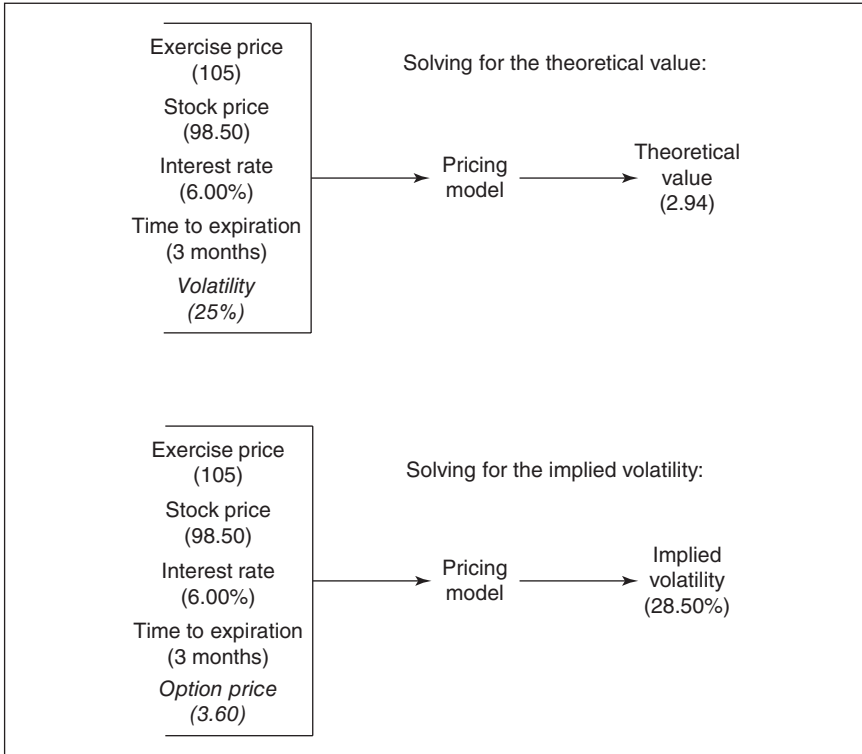 Exercise price
(105)
Stock price
(98.50)
Interest rate
(6.00%)
Time to expiration
(3 months)
Volatility
(25%)
Solving for the theoretical value:
Pricing
model
Theoretical
value
(2.94)
Exercise price
(105)
Stock price
(98.50)
Interest rate
(6.00%)
Time to expiration
(3 months)
Option price
(3.60)
Solving for the implied volatility:
Pricing
model
Implied
volatility
(28.50%)